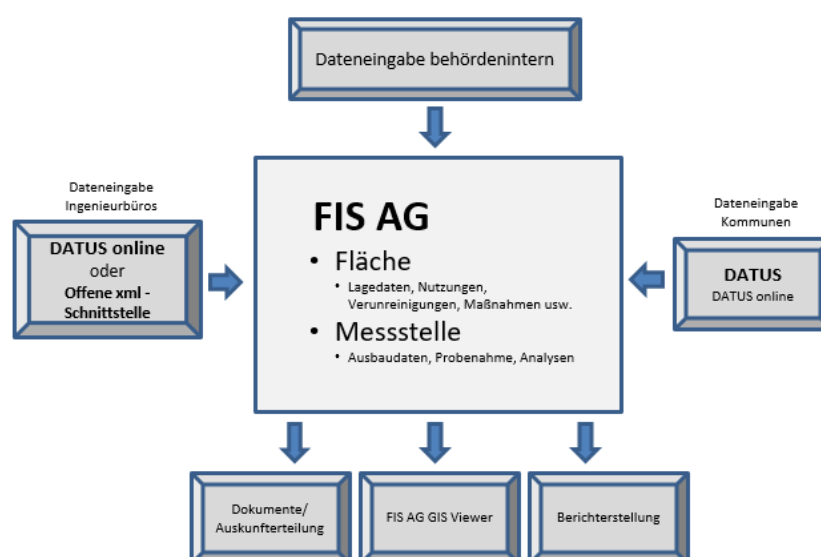 Dateneingabe behördenintern
Dateneingabe
Ingenieurbüros
DATUS online
oder
Offene xml -
Schnittstelle
FIS AG
• Fläche
• Lagedaten, Nutzungen,
Verunreinigungen, Maßnahmen usw.
• Messstelle
• Ausbaudaten, Probenahme, Analysen
Dateneingabe
Kommunen
DATUS
DATUS online
Dokumente/
Auskunfterteilung
FIS AG GIS Viewer
Berichterstellung